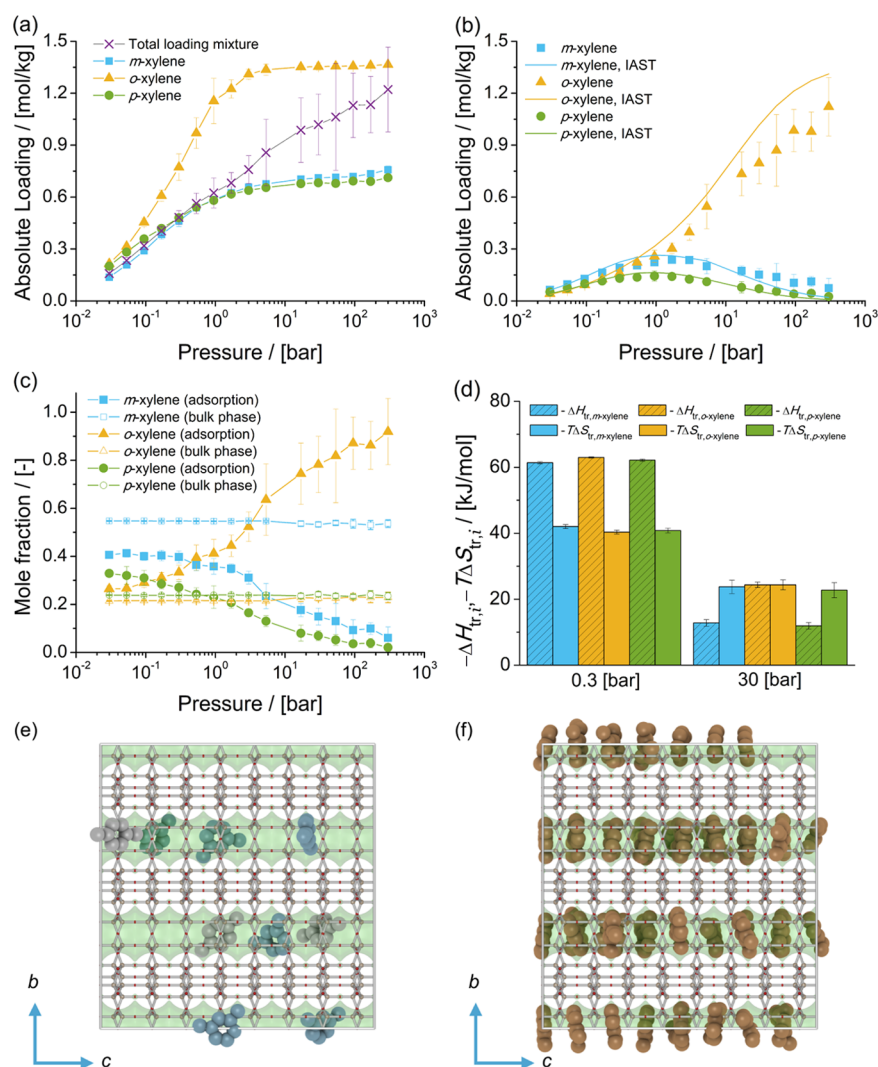 (a)
Total loading mixture
m-xylene
o-xylene
p-xylene
Absolute Loading / [mol/kg]
1.5
1.2
0.9
0.6
0.3
0.0
10⁻² 10⁻¹ 10⁰ 10¹ 10² 10³
Pressure / [bar]
(b)
m-xylene
m-xylene, IAST
o-xylene
o-xylene, IAST
p-xylene
p-xylene, IAST
Absolute Loading / [mol/kg]
1.5
1.2
0.9
0.6
0.3
0.0
10⁻² 10⁻¹ 10⁰ 10¹ 10² 10³
Pressure / [bar]
(c)
m-xylene (adsorption)
m-xylene (bulk phase)
o-xylene (adsorption)
o-xylene (bulk phase)
p-xylene (adsorption)
p-xylene (bulk phase)
Mole fraction / [-]
1.0
0.8
0.6
0.4
0.2
0.0
10⁻² 10⁻¹ 10⁰ 10¹ 10² 10³
Pressure / [bar]
(d)
-ΔHtr,m-xylene -ΔHtr,o-xylene -ΔHtr,p-xylene
-TΔStr,m-xylene -TΔStr,o-xylene -TΔStr,p-xylene
−ΔHtr,i,−TΔStr,i / [kJ/mol]
80
60
40
20
0
0.3 [bar] 30 [bar]
(e)
b
c
(f)
b
c